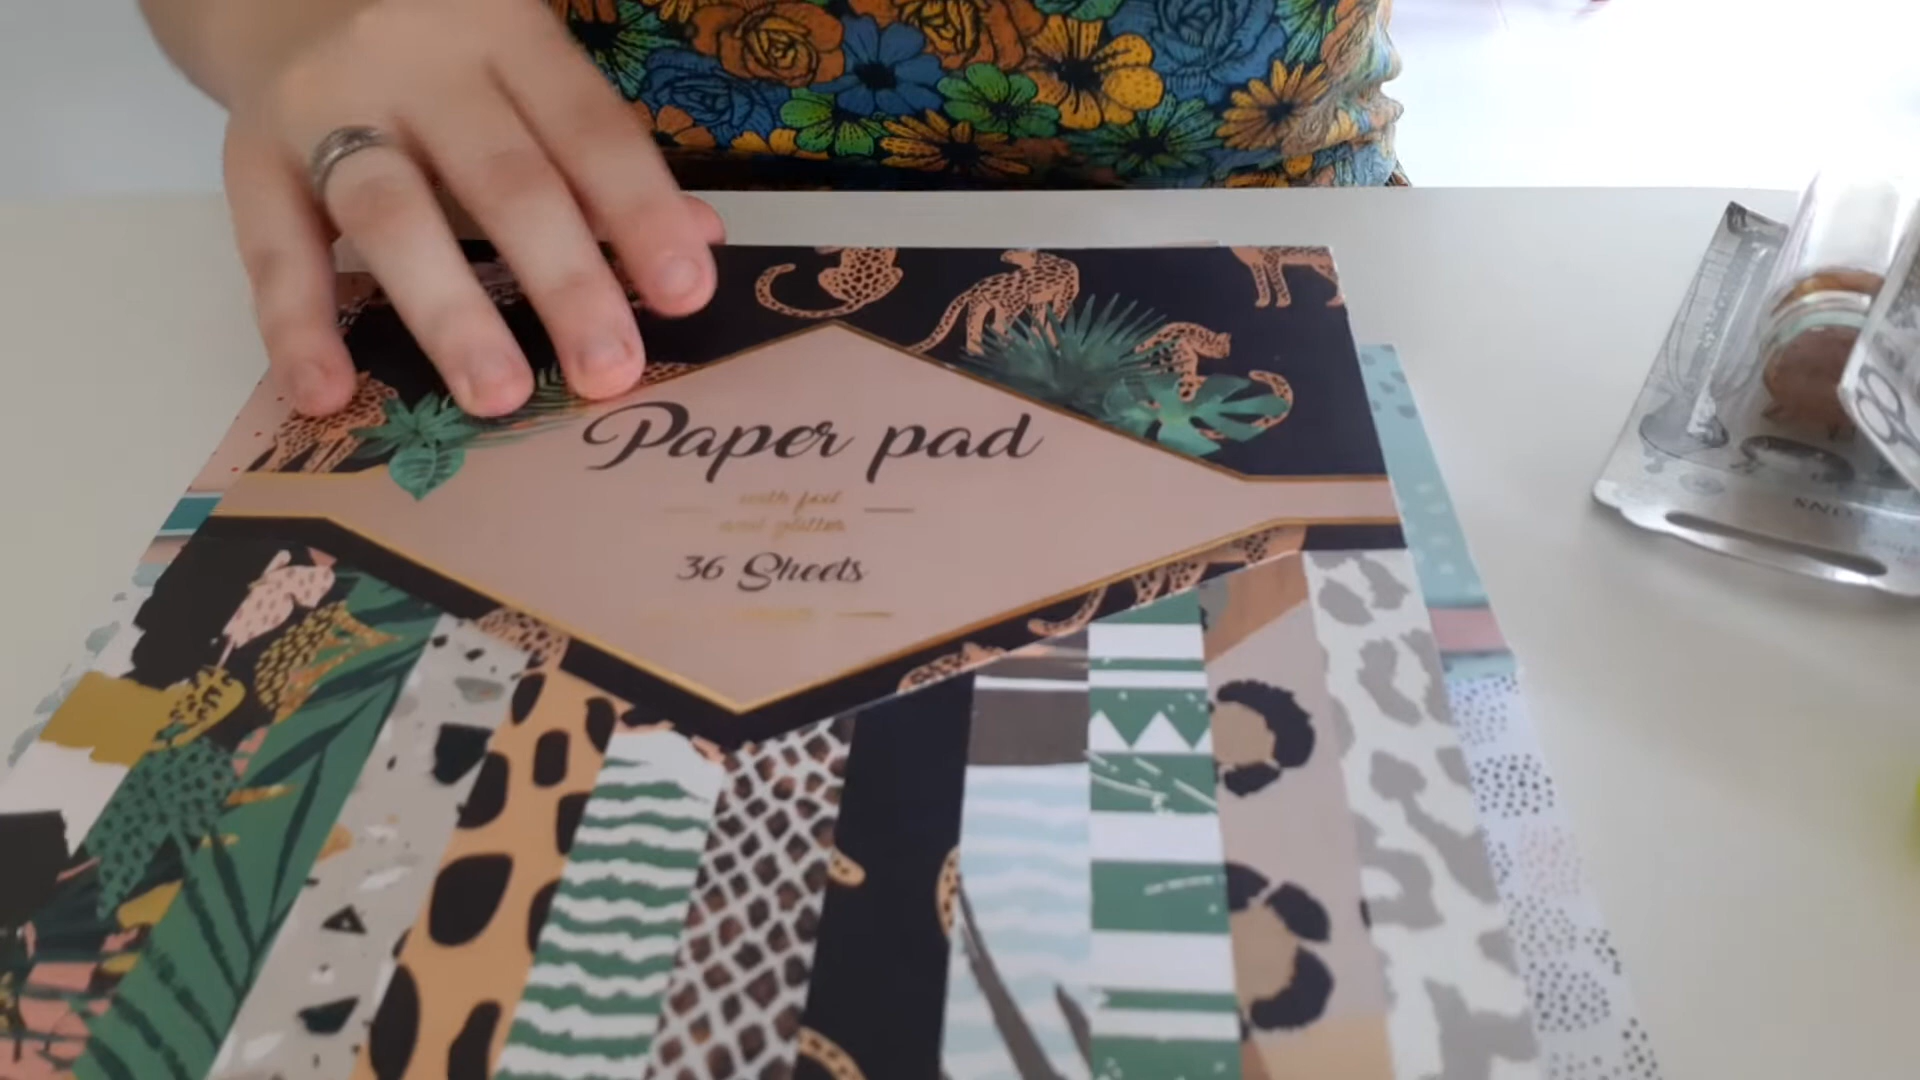 Paper pad
with foil
and glitter
36 Sheets